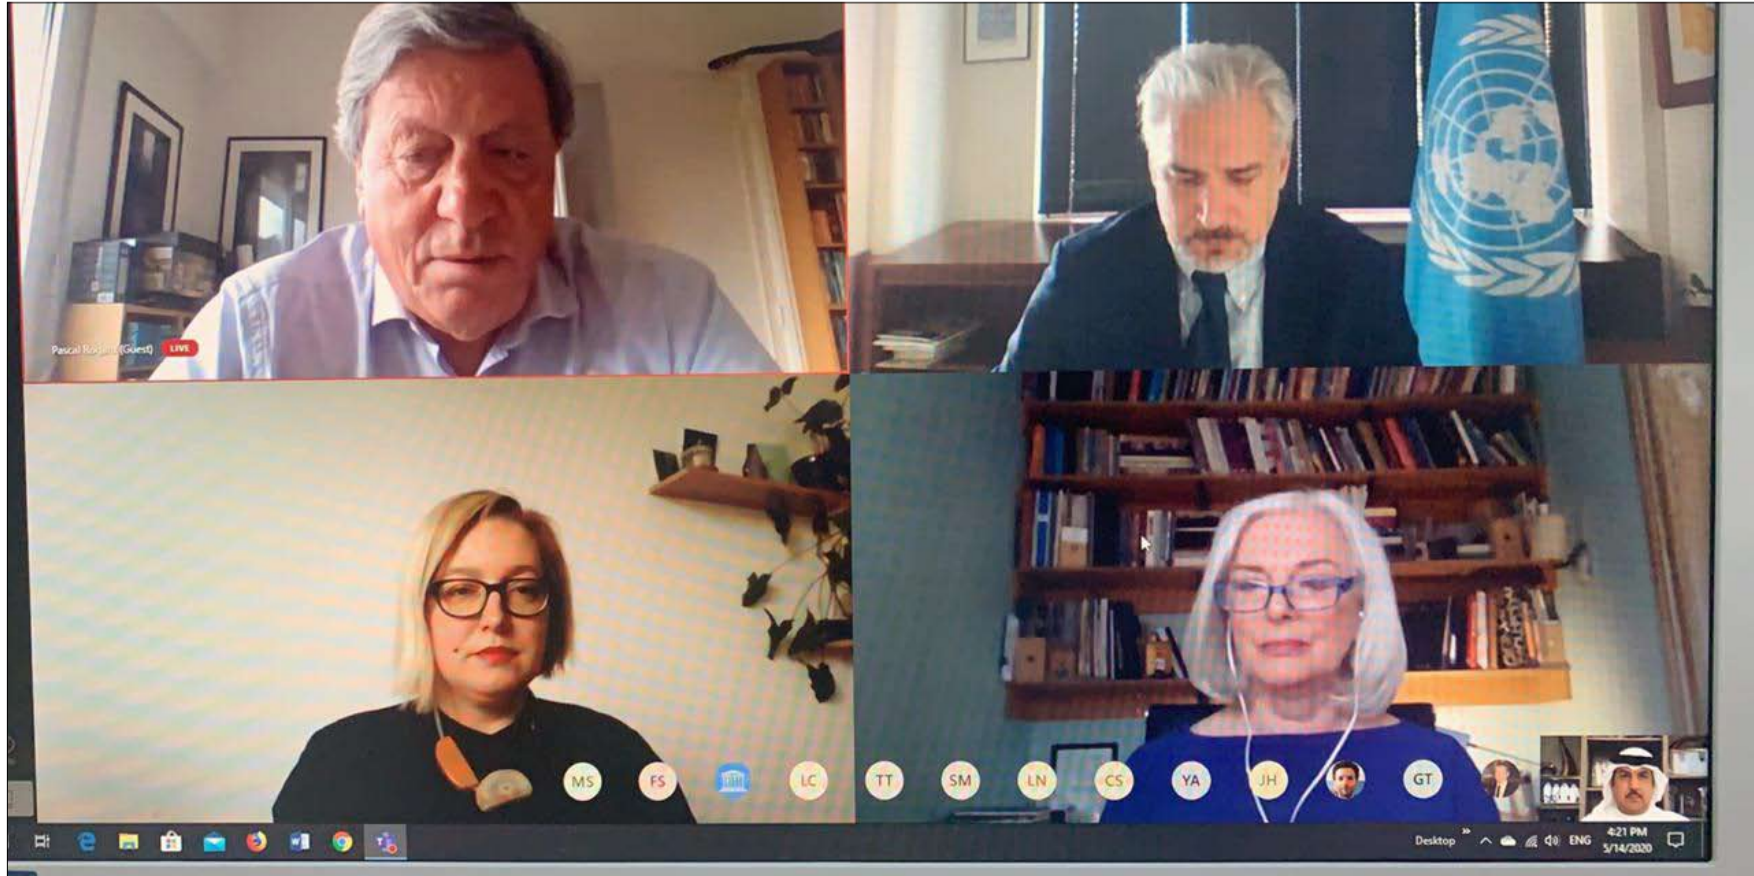 Pascal Rogard (Guest) LIVE
MS FS LC TT SM LN CS YA JH GT
Desktop ENG 4:21 PM
5/14/2020